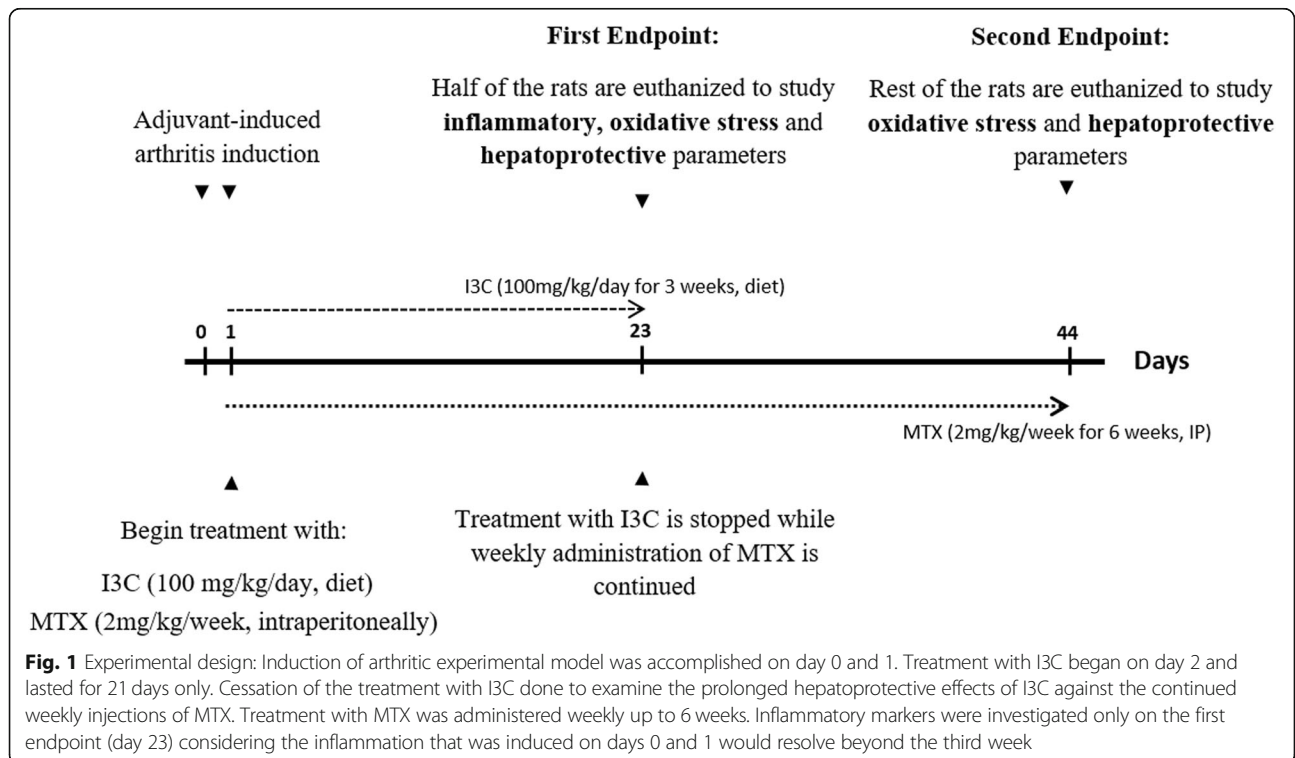 First Endpoint:
Half of the rats are euthanized to study
inflammatory, oxidative stress and
hepatoprotective parameters
Second Endpoint:
Rest of the rats are euthanized to study
oxidative stress and hepatoprotective
parameters
Adjuvant-induced
arthritis induction
I3C (100mg/kg/day for 3 weeks, diet)
0 1 23 44 Days
MTX (2mg/kg/week for 6 weeks, IP)
Begin treatment with:
I3C (100 mg/kg/day, diet)
MTX (2mg/kg/week, intraperitoneally)
Treatment with I3C is stopped while
weekly administration of MTX is
continued
Fig. 1 Experimental design: Induction of arthritic experimental model was accomplished on day 0 and 1. Treatment with I3C began on day 2 and
lasted for 21 days only. Cessation of the treatment with I3C done to examine the prolonged hepatoprotective effects of I3C against the continued
weekly injections of MTX. Treatment with MTX was administered weekly up to 6 weeks. Inflammatory markers were investigated only on the first
endpoint (day 23) considering the inflammation that was induced on days 0 and 1 would resolve beyond the third week